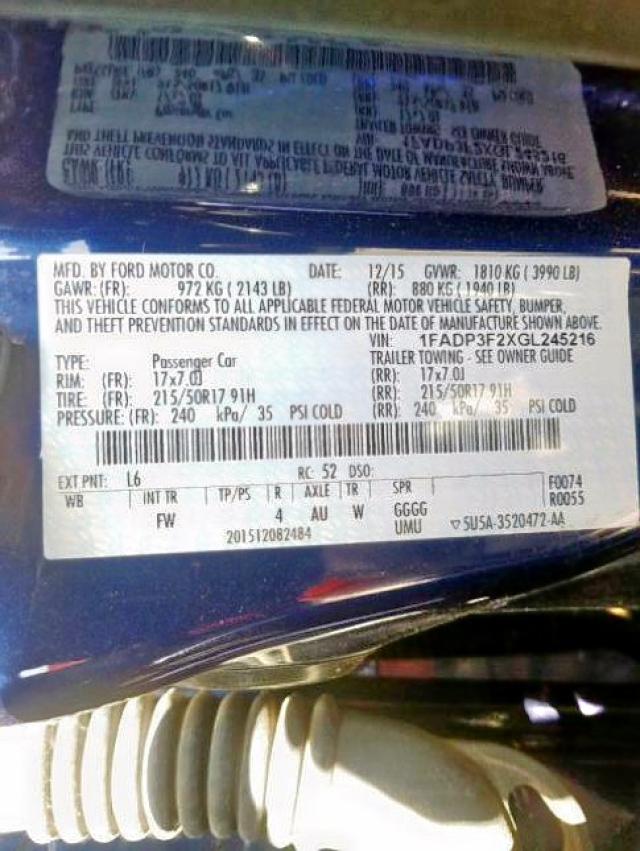 MFD. BY FORD MOTOR CO. DATE: 12/15 GVWR: 1810 KG ( 3990 LB)
GAWR: (FR): 972 KG ( 2143 LB) (RR): 880 KG ( 1940 LB)
THIS VEHICLE CONFORMS TO ALL APPLICABLE FEDERAL MOTOR VEHICLE SAFETY, BUMPER,
AND THEFT PREVENTION STANDARDS IN EFFECT ON THE DATE OF MANUFACTURE SHOWN ABOVE.
VIN: 1FADP3F2XGL245216
TYPE: Passenger Car TRAILER TOWING - SEE OWNER GUIDE
RIM: (FR): 17x7.0J (RR): 17x7.0J
TIRE: (FR): 215/50R17 91H (RR): 215/50R17 91H
PRESSURE: (FR): 240 kPa/ 35 PSI COLD (RR): 240 kPa/ 35 PSI COLD
EXT PNT: L6 RC: 52 DSO:
WB INT TR TP/PS R AXLE TR SPR F0074
R0055
FW 4 AU W GGGG
UMU
201512082484 ▽5U5A-3520472-AA